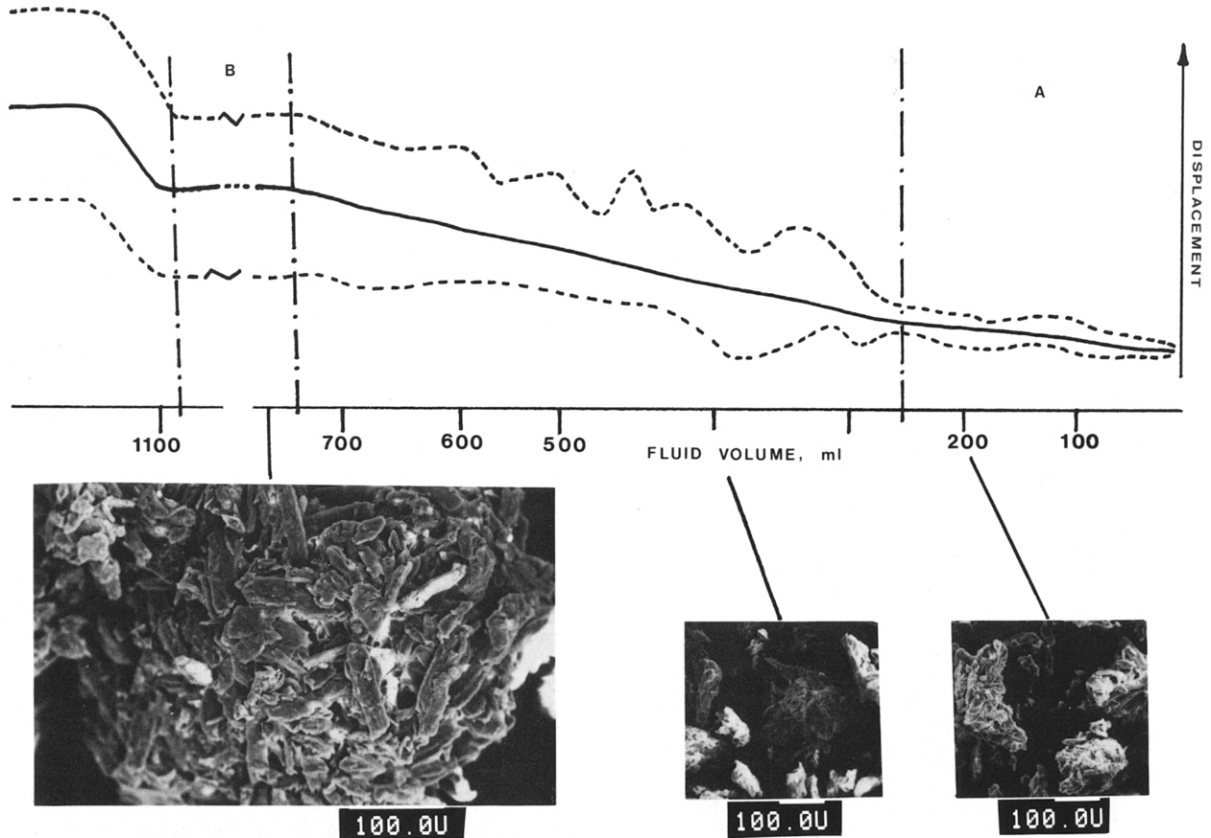 B
A
DISPLACEMENT
1100
700
600
500
200
100
FLUID VOLUME, ml
100.0U
100.0U
100.0U